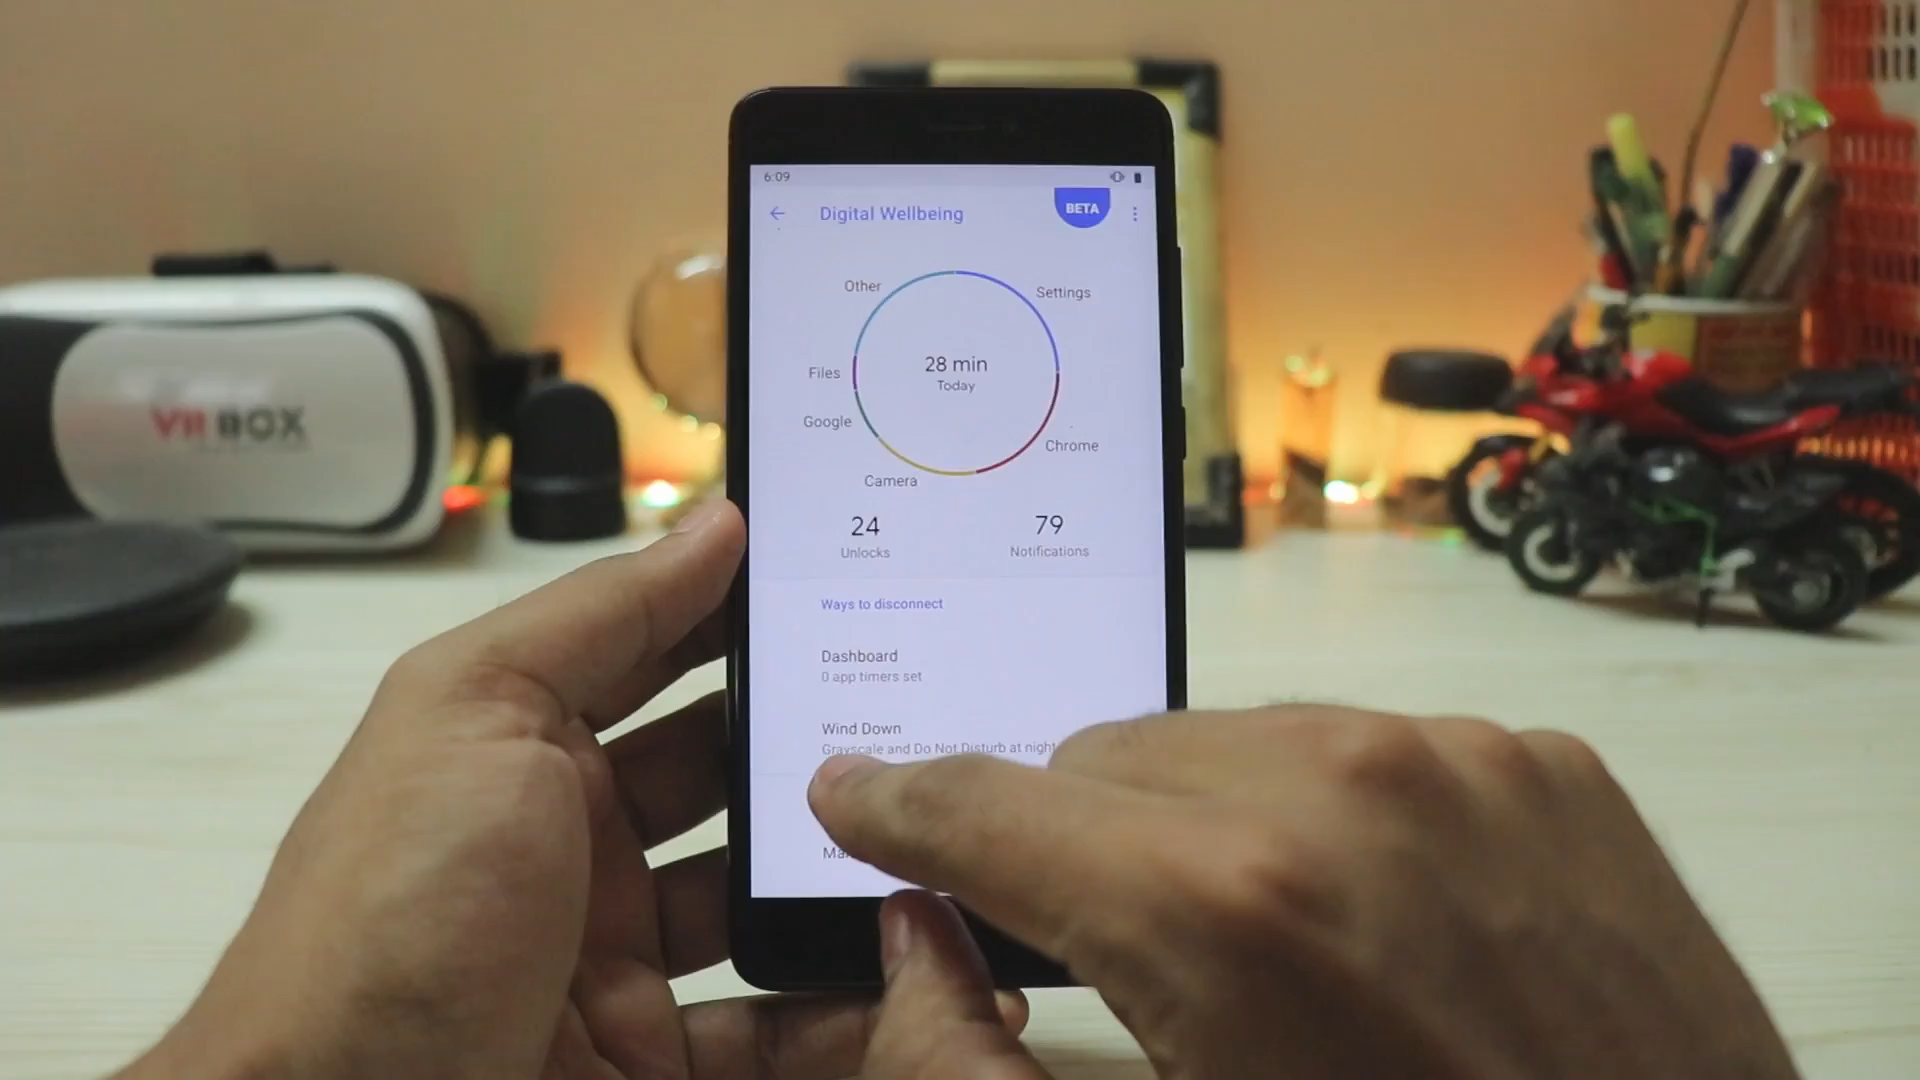 6:09
Digital Wellbeing
BETA
Other
Settings
28 min
Today
Files
Google
Chrome
Camera
24
79
Unlocks
Notifications
Ways to disconnect
Dashboard
0 app timers set
Wind Down
Grayscale and Do Not Disturb at night
VR BOX